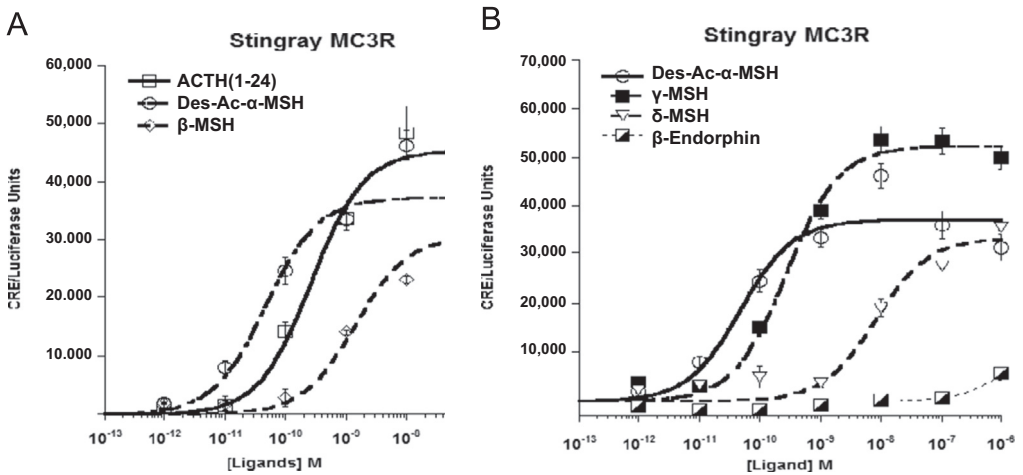 A
Stingray MC3R
60,000
50,000
40,000
30.000
20.000
10.000
CRE/Luciferase Units
ACTH(1-24)
Des-Ac-α-MSH
β-MSH
10-13
10-12
10-11
10-10
10-9
10-8
[Ligands] M
B
Stingray MC3R
70,000
60,000
50,000
40,000
30,000
20,000
10,000
CRE/Luciferase Units
Des-Ac-α-MSH
γ-MSH
δ-MSH
β-Endorphin
10-13
10-12
10-11
10-10
10-9
10-8
10-7
10-6
[Ligand] M